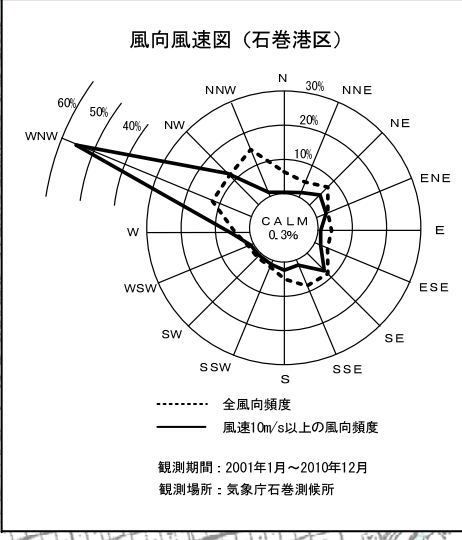 風向風速図（石巻港区）
N
NNW
30%
NNE
60%
50%
40%
20%
NW
NE
WNW
10%
ENE
CALM
0.3%
W
E
WSW
ESE
SW
SE
SSW
SSE
S
全風向頻度
風速10m/s以上の風向頻度
観測期間：2001年1月～2010年12月
観測場所：気象庁石巻測候所